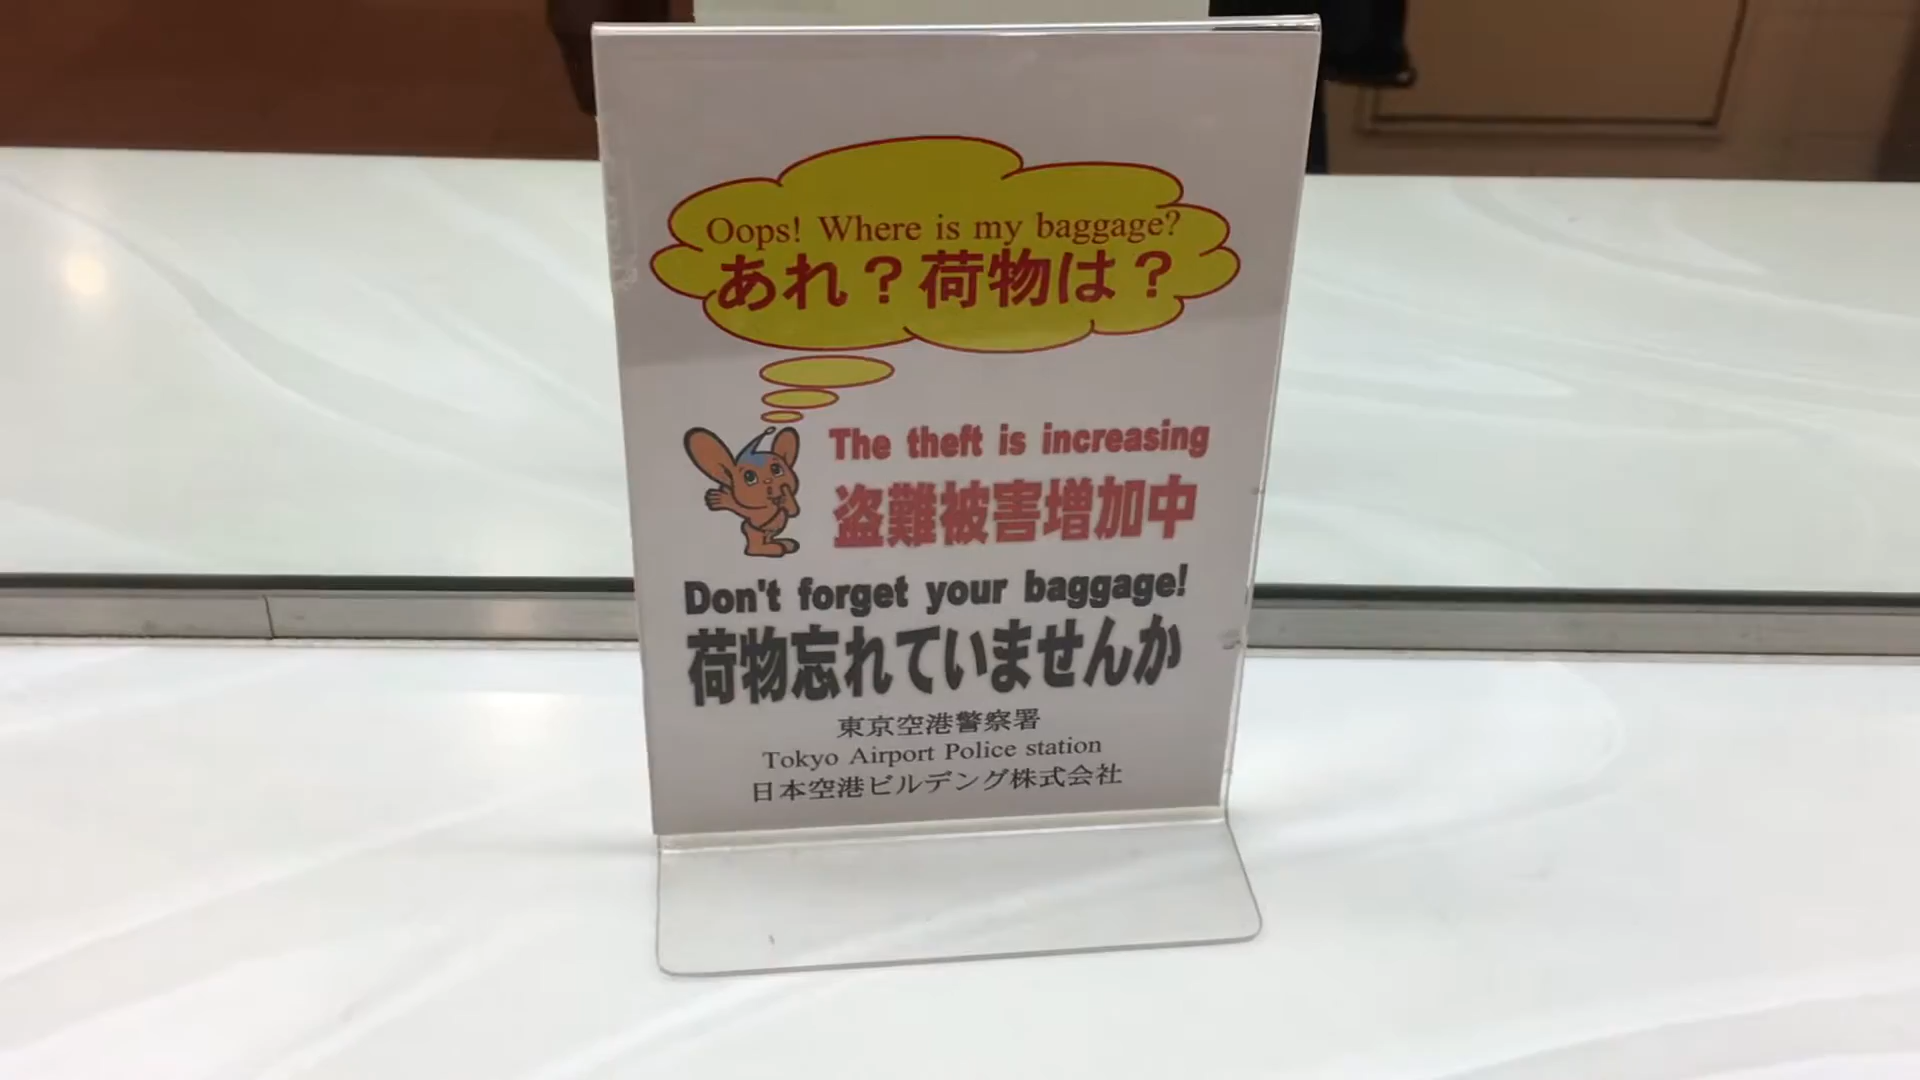 Oops! Where is my baggage?
あれ？荷物は？
The theft is increasing
盗難被害増加中
Don't forget your baggage!
荷物忘れていませんか
東京空港警察署
Tokyo Airport Police station
日本空港ビルデング株式会社